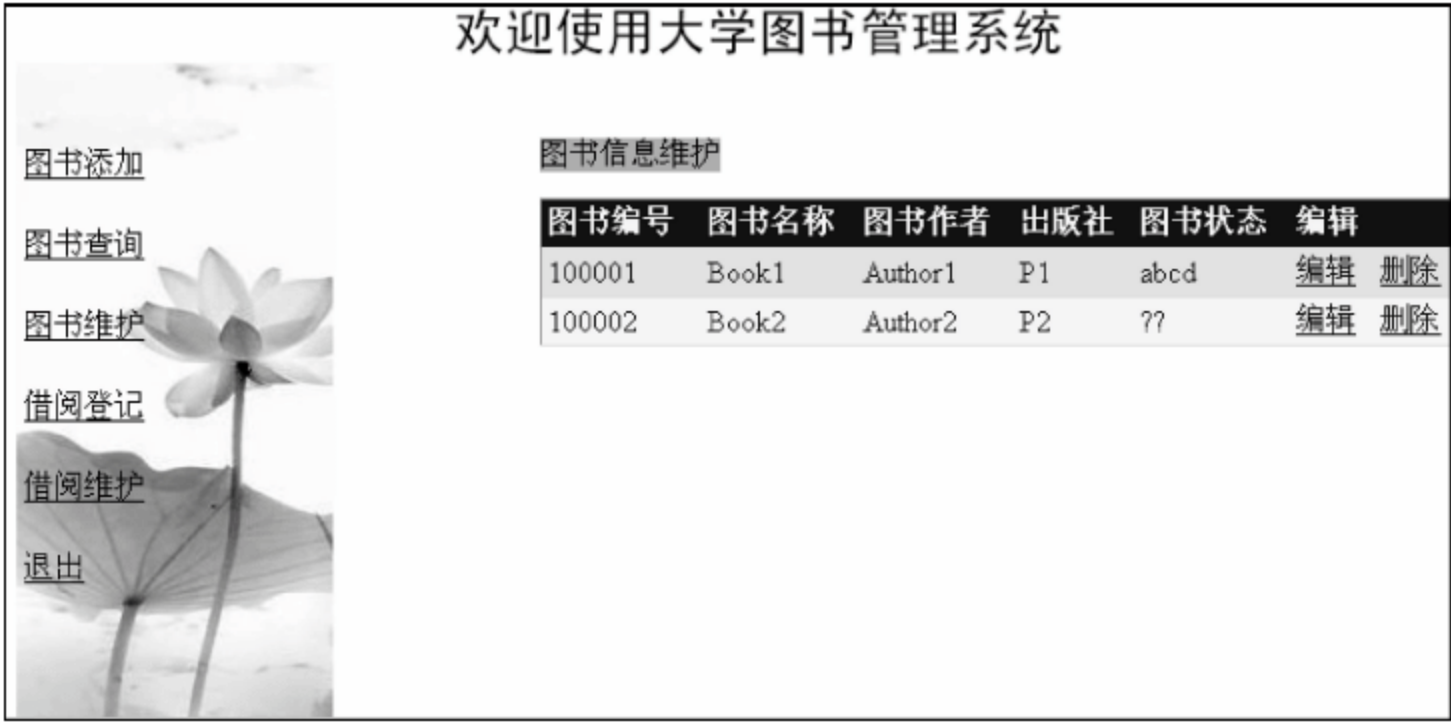 欢迎使用大学图书管理系统
图书添加
图书查询
图书维护
借阅登记
借阅维护
退出
图书信息维护
图书编号 图书名称 图书作者 出版社 图书状态 编辑
100001 Book1 Author1 P1 abcd 编辑 删除
100002 Book2 Author2 P2 ?? 编辑 删除